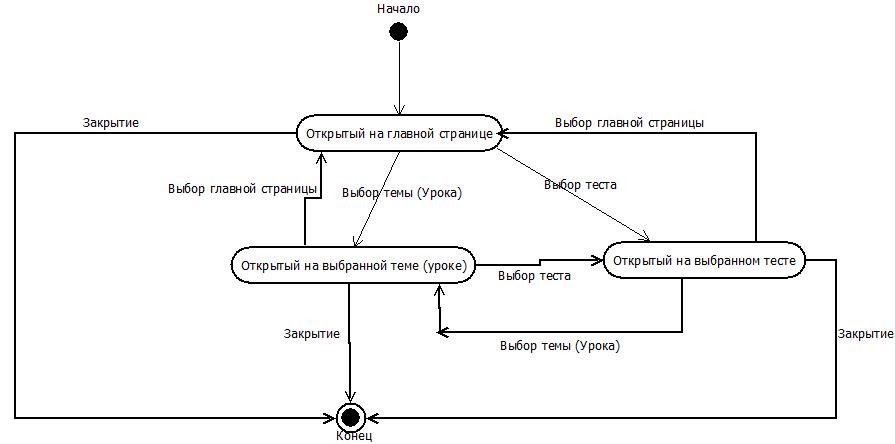 Начало
Закрытие
Выбор главной страницы
Открытый на главной странице
Выбор главной страницы
Выбор темы (Урока)
Выбор теста
Открытый на выбранной теме (уроке)
Выбор теста
Открытый на выбранном тесте
Закрытие
Выбор темы (Урока)
Закрытие
Конец